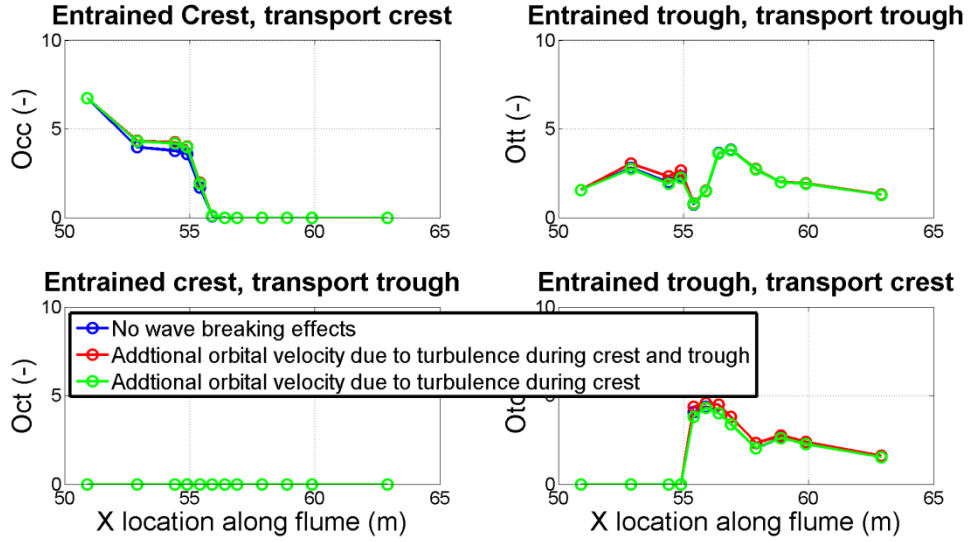 Entrained Crest, transport crest
Entrained trough, transport trough
10
5
0
Occ (-)
50
55
60
65
10
5
0
Ott (-)
50
55
60
65
Entrained crest, transport trough
Entrained trough, transport crest
10
5
0
Oct (-)
50
55
60
65
X location along flume (m)
No wave breaking effects
Addtional orbital velocity due to turbulence during crest and trough
Addtional orbital velocity due to turbulence during crest
10
5
0
50
55
60
65
X location along flume (m)